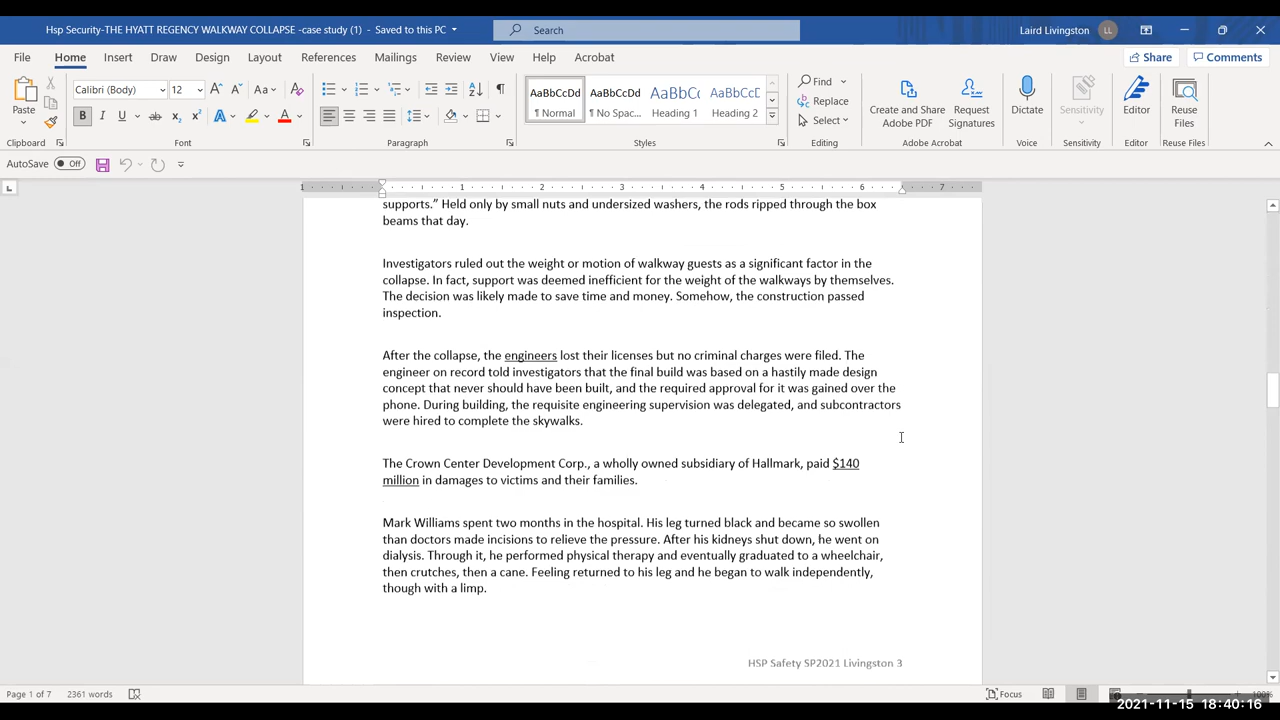 Hsp Security-THE HYATT REGENCY WALKWAY COLLAPSE -case study (1) - Saved to this PC
Search
Laird Livingston
LL
File Home Insert Draw Design Layout References Mailings Review View Help Acrobat
Share Comments
Paste
Calibri (Body) 12
Aa
B I U ab x₂ x² A A
AaBbCcDd AaBbCcDd AaBbCc AaBbCcD
¶ Normal ¶ No Spac... Heading 1 Heading 2
Find
Replace
Select
Create and Share
Adobe PDF
Request
Signatures
Dictate
Sensitivity
Editor
Reuse
Files
Clipboard Font Paragraph Styles Editing Adobe Acrobat Voice Sensitivity Editor Reuse Files
AutoSave Off
1 1 2 3 4 5 6 7
supports.” Held only by small nuts and undersized washers, the rods ripped through the box
beams that day.
Investigators ruled out the weight or motion of walkway guests as a significant factor in the
collapse. In fact, support was deemed inefficient for the weight of the walkways by themselves.
The decision was likely made to save time and money. Somehow, the construction passed
inspection.
After the collapse, the engineers lost their licenses but no criminal charges were filed. The
engineer on record told investigators that the final build was based on a hastily made design
concept that never should have been built, and the required approval for it was gained over the
phone. During building, the requisite engineering supervision was delegated, and subcontractors
were hired to complete the skywalks.
The Crown Center Development Corp., a wholly owned subsidiary of Hallmark, paid $140
million in damages to victims and their families.
Mark Williams spent two months in the hospital. His leg turned black and became so swollen
than doctors made incisions to relieve the pressure. After his kidneys shut down, he went on
dialysis. Through it, he performed physical therapy and eventually graduated to a wheelchair,
then crutches, then a cane. Feeling returned to his leg and he began to walk independently,
though with a limp.
HSP Safety SP2021 Livingston 3
Page 1 of 7 2361 words
Focus
100%
2021-11-15 18:40:16